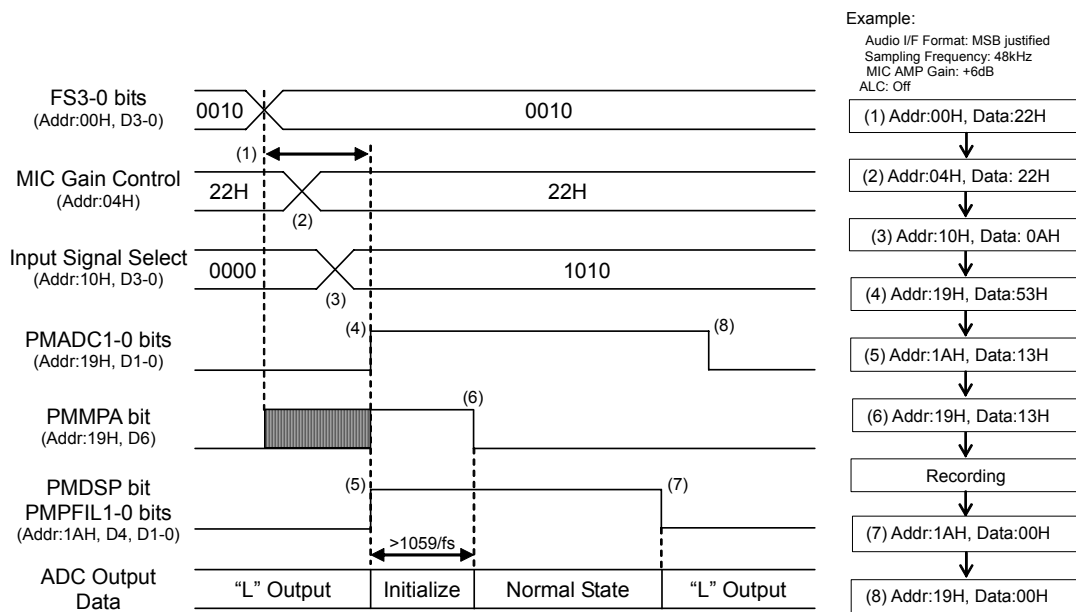 Example:
Audio I/F Format: MSB justified
Sampling Frequency: 48kHz
MIC AMP Gain: +6dB
ALC: Off
FS3-0 bits
(Addr:00H, D3-0)
0010
0010
(1)
MIC Gain Control
(Addr:04H)
22H
22H
(2)
Input Signal Select
(Addr:10H, D3-0)
0000
1010
(3)
PMADC1-0 bits
(Addr:19H, D1-0)
(4)
(8)
PMMPA bit
(Addr:19H, D6)
(6)
PMDSP bit
PMPFIL1-0 bits
(Addr:1AH, D4, D1-0)
(5)
(7)
>1059/fs
ADC Output
Data
“L” Output
Initialize
Normal State
“L” Output
(1) Addr:00H, Data:22H
(2) Addr:04H, Data: 22H
(3) Addr:10H, Data: 0AH
(4) Addr:19H, Data:53H
(5) Addr:1AH, Data:13H
(6) Addr:19H, Data:13H
Recording
(7) Addr:1AH, Data:00H
(8) Addr:19H, Data:00H